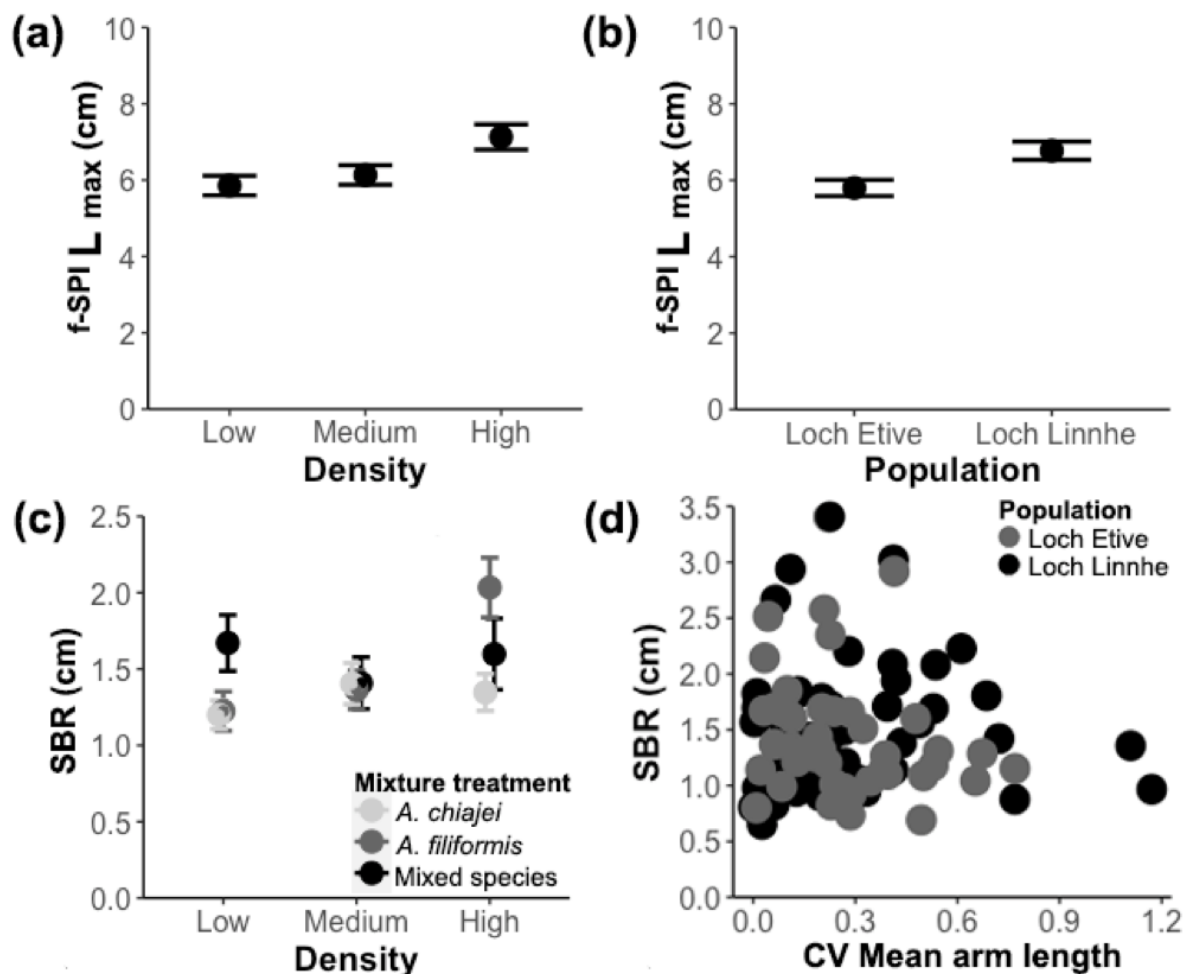 (a)
f-SPI L max (cm)
10
8
6
4
2
0
Low Medium High
Density
(b)
f-SPI L max (cm)
10
8
6
4
2
0
Loch Etive Loch Linnhe
Population
(c)
SBR (cm)
2.5
2.0
1.5
1.0
0.5
0.0
Mixture treatment
A. chiajei
A. filiformis
Mixed species
Low Medium High
Density
(d)
SBR (cm)
3.5
3.0
2.5
2.0
1.5
1.0
0.5
0.0
Population
Loch Etive
Loch Linnhe
0.0 0.3 0.6 0.9 1.2
CV Mean arm length